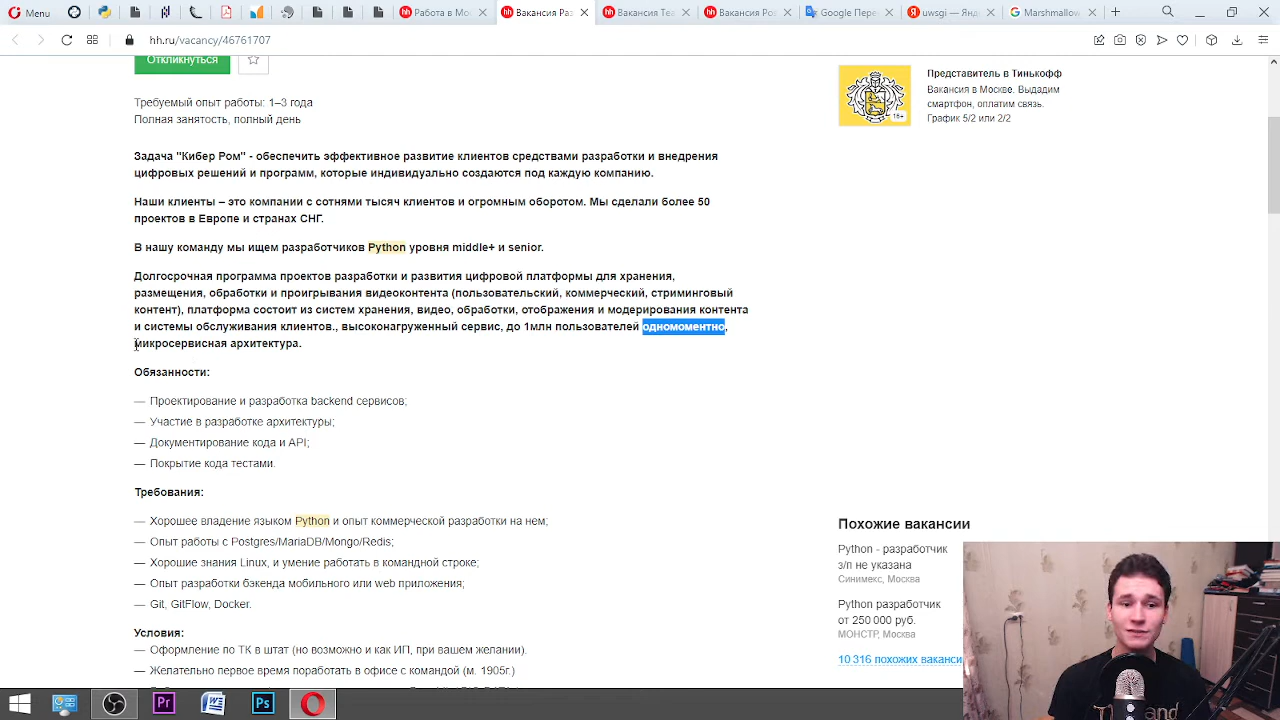 Menu
Работа в Мос
Вакансия Раз
Вакансия Tea
Вакансия Роз
Google Пере
uwsgi — Янд
Marshmallow
hh.ru/vacancy/46761707
Откликнуться
Требуемый опыт работы: 1–3 года
Полная занятость, полный день
Задача "Кибер Ром" - обеспечить эффективное развитие клиентов средствами разработки и внедрения
цифровых решений и программ, которые индивидуально создаются под каждую компанию.
Наши клиенты – это компании с сотнями тысяч клиентов и огромным оборотом. Мы сделали более 50
проектов в Европе и странах СНГ.
В нашу команду мы ищем разработчиков Python уровня middle+ и senior.
Долгосрочная программа проектов разработки и развития цифровой платформы для хранения,
размещения, обработки и проигрывания видеоконтента (пользовательский, коммерческий, стриминговый
контент), платформа состоит из систем хранения, видео, обработки, отображения и модерирования контента
и системы обслуживания клиентов., высоконагруженный сервис, до 1млн пользователей одномоментно,
микросервисная архитектура.
Обязанности:
— Проектирование и разработка backend сервисов;
— Участие в разработке архитектуры;
— Документирование кода и API;
— Покрытие кода тестами.
Требования:
— Хорошее владение языком Python и опыт коммерческой разработки на нем;
— Опыт работы с Postgres/MariaDB/Mongo/Redis;
— Хорошие знания Linux, и умение работать в командной строке;
— Опыт разработки бэкенда мобильного или web приложения;
— Git, GitFlow, Docker.
Условия:
— Оформление по ТК в штат (но возможно и как ИП, при вашем желании).
— Желательно первое время поработать в офисе с командой (м. 1905г.)
Представитель в Тинькофф
Вакансия в Москве. Выдадим
смартфон, оплатим связь.
График 5/2 или 2/2
16+
Похожие вакансии
Python - разработчик
з/п не указана
Синимекс, Москва
Python разработчик
от 250 000 руб.
МОНСТР, Москва
10 316 похожих ваканси
Pr
W
Ps